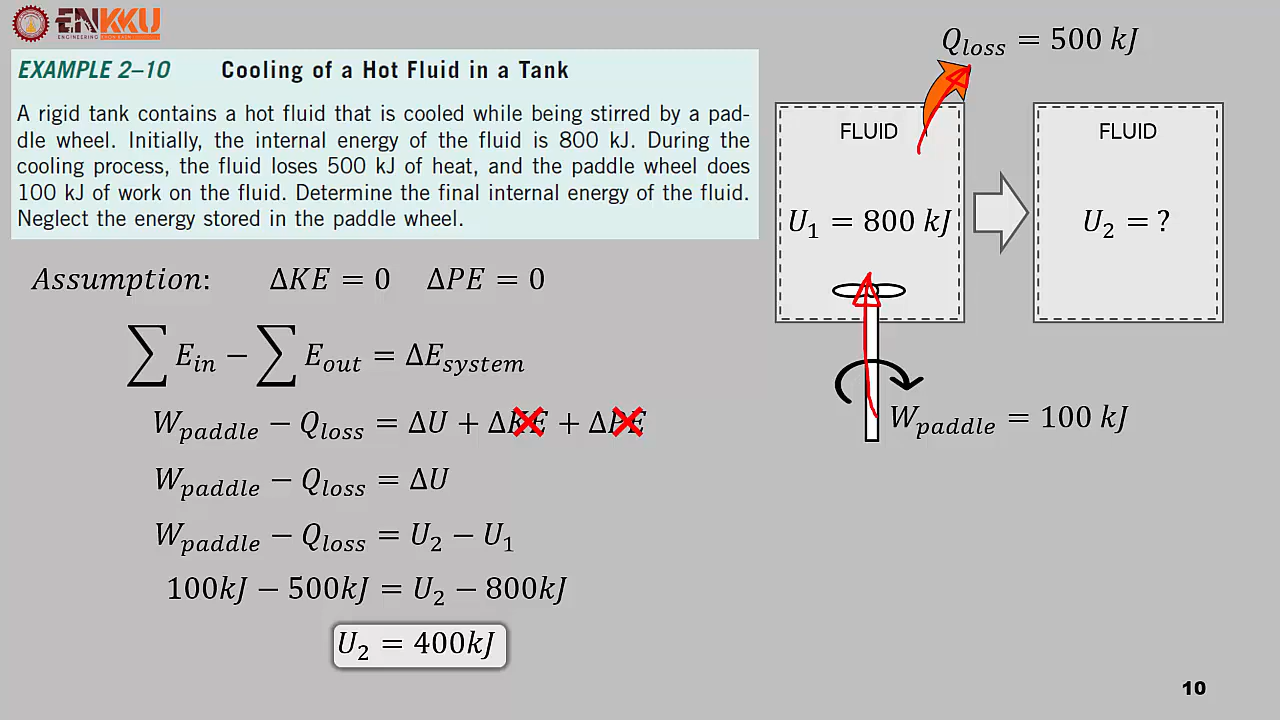 ENKKU
ENGINEERING KHON KAEN
EXAMPLE 2–10 Cooling of a Hot Fluid in a Tank
A rigid tank contains a hot fluid that is cooled while being stirred by a pad-
dle wheel. Initially, the internal energy of the fluid is 800 kJ. During the
cooling process, the fluid loses 500 kJ of heat, and the paddle wheel does
100 kJ of work on the fluid. Determine the final internal energy of the fluid.
Neglect the energy stored in the paddle wheel.
Assumption: ΔKE = 0 ΔPE = 0
∑ E_in − ∑ E_out = ΔE_system
W_paddle − Q_loss = ΔU + ΔKE + ΔPE
W_paddle − Q_loss = ΔU
W_paddle − Q_loss = U_2 − U_1
100kJ − 500kJ = U_2 − 800kJ
U_2 = 400kJ
Q_loss = 500 kJ
FLUID
U_1 = 800 kJ
FLUID
U_2 = ?
W_paddle = 100 kJ
10